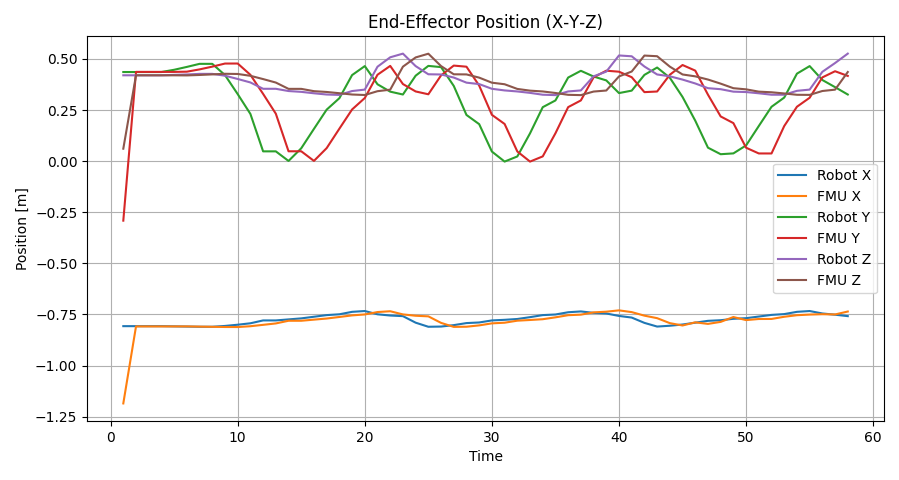 End-Effector Position (X-Y-Z)
Position [m]
0.50
0.25
0.00
−0.25
−0.50
−0.75
−1.00
−1.25
Robot X
FMU X
Robot Y
FMU Y
Robot Z
FMU Z
0 10 20 30 40 50 60
Time